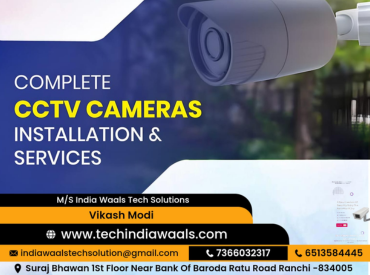 COMPLETE
CCTV CAMERAS
INSTALLATION &
SERVICES
M/S India Waals Tech Solutions
Vikash Modi
www.techindiawaals.com
indiawaalstechsolution@gmail.com 7366032317 6513584445
Suraj Bhawan 1St Floor Near Bank Of Baroda Ratu Road Ranchi -834005